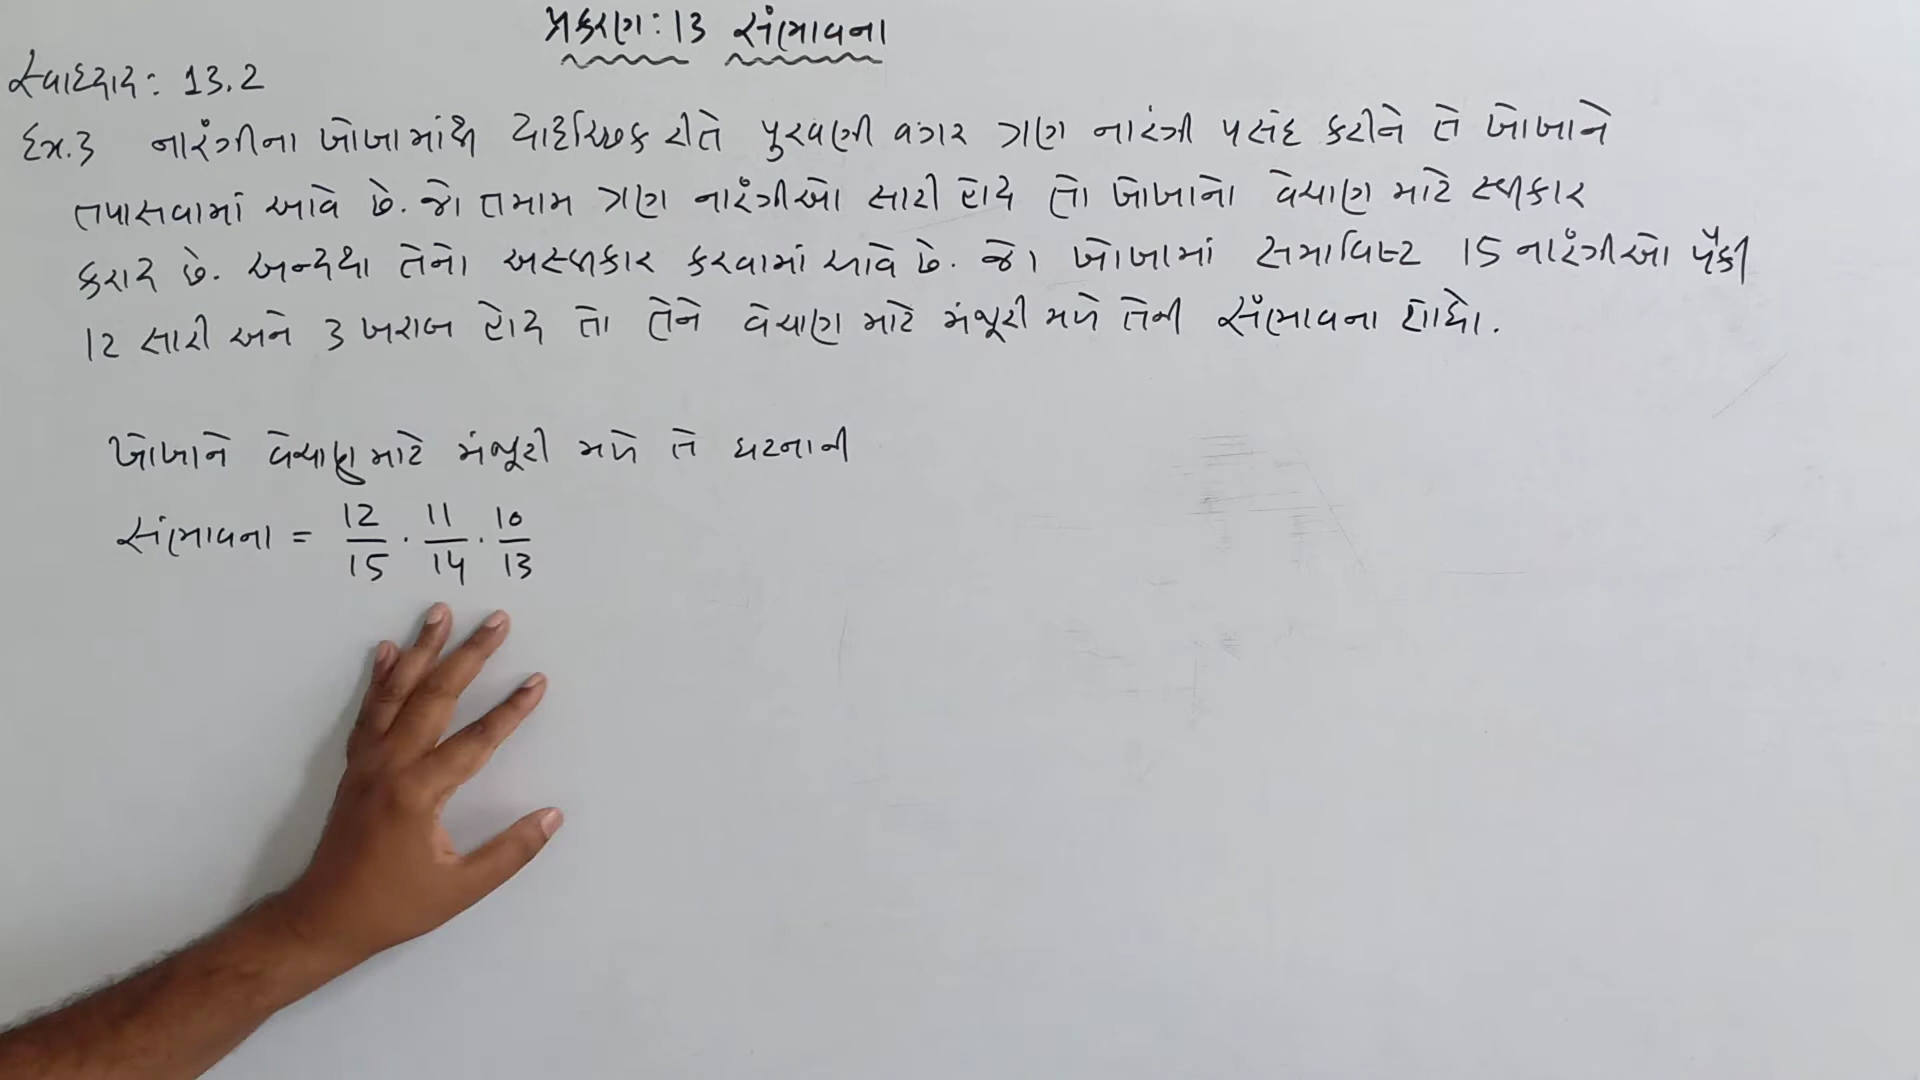 પ્રકરણ: 13 સંભાવના
સ્વાધ્યાય: 13.2
Ex.3 નારંગીના ખોખામાંથી યાદચ્છિક રીતે પુરવણી વગર ત્રણ નારંગી પસંદ કરીને તે ખોખાને
તપાસવામાં આવે છે. જો તમામ ત્રણ નારંગીઓ સારી હોય તો ખોખાનો વેચાણ માટે સ્વીકાર
કરાય છે. અન્યથા તેનો અસ્વીકાર કરવામાં આવે છે. જો ખોખામાં સમાવિષ્ટ 15 નારંગીઓ પૈકી
12 સારી અને 3 ખરાબ હોય તો તેને વેચાણ માટે મંજૂરી મળે તેની સંભાવના શોધો.
ખોખાને વેચાણ માટે મંજૂરી મળે તે ઘટનાની
સંભાવના = 12/15 · 11/14 · 10/13